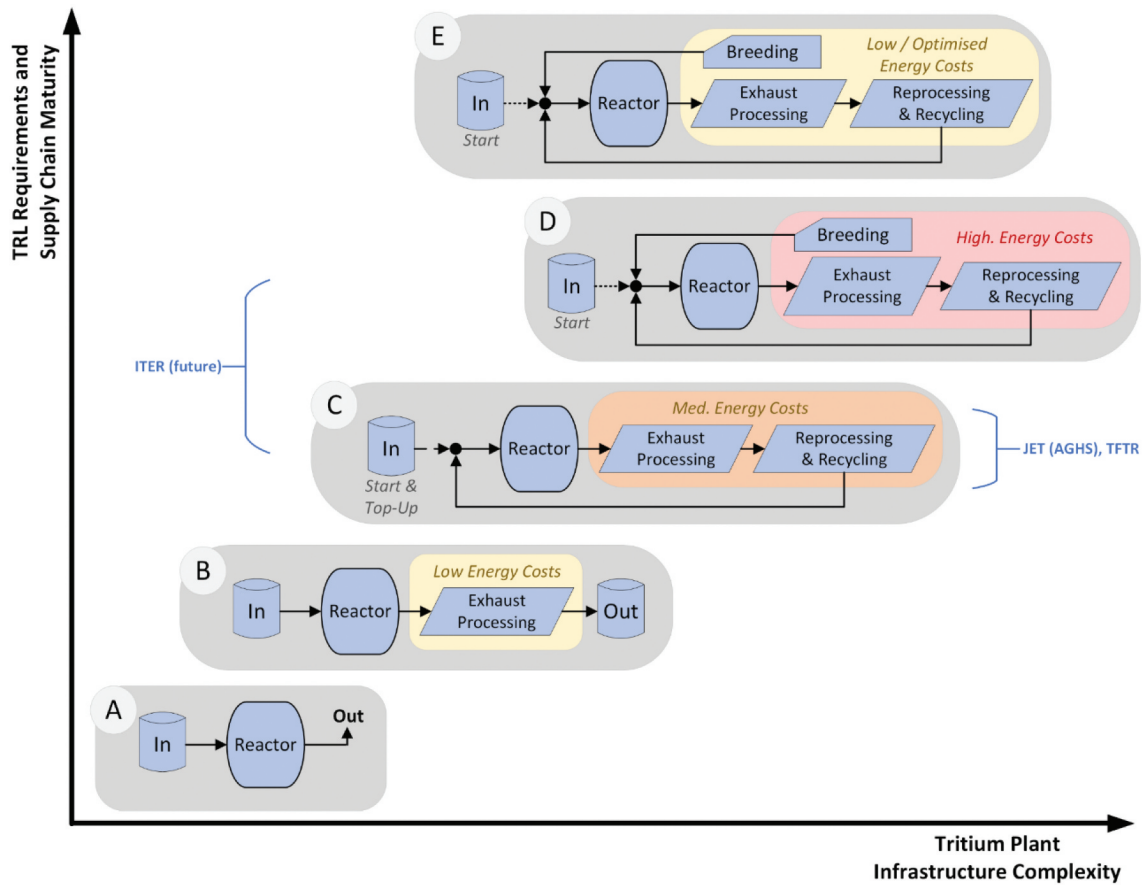 TRL Requirements and
Supply Chain Maturity
E
In
Start
Reactor
Breeding
Low / Optimised
Energy Costs
Exhaust
Processing
Reprocessing
& Recycling
D
In
Start
Reactor
Breeding
High. Energy Costs
Exhaust
Processing
Reprocessing
& Recycling
ITER (future)
C
In
Start &
Top-Up
Reactor
Med. Energy Costs
Exhaust
Processing
Reprocessing
& Recycling
JET (AGHS), TFTR
B
In
Reactor
Low Energy Costs
Exhaust
Processing
Out
A
In
Reactor
Out
Tritium Plant
Infrastructure Complexity